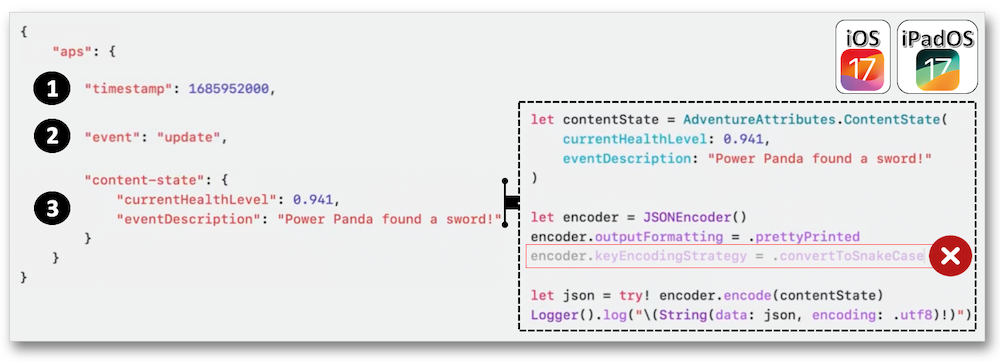 {
"aps": {
1 "timestamp": 1685952000,
2 "event": "update",
3 "content-state": {
"currentHealthLevel": 0.941,
"eventDescription": "Power Panda found a sword!"
}
}
}
iOS
17
iPadOS
17
let contentState = AdventureAttributes.ContentState(
currentHealthLevel: 0.941,
eventDescription: "Power Panda found a sword!"
)
let encoder = JSONEncoder()
encoder.outputFormatting = .prettyPrinted
encoder.keyEncodingStrategy = .convertToSnakeCase
let json = try! encoder.encode(contentState)
Logger().log("\(String(data: json, encoding: .utf8)!)")